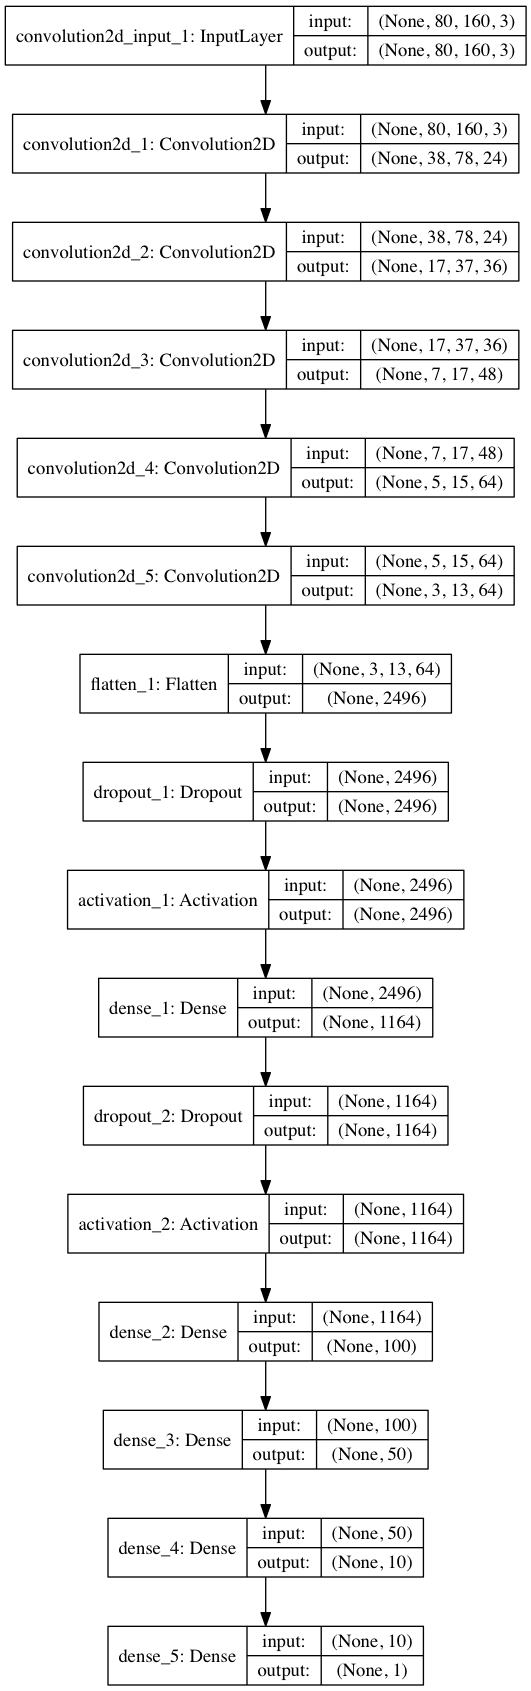 convolution2d_input_1: InputLayer
input: (None, 80, 160, 3)
output: (None, 80, 160, 3)
convolution2d_1: Convolution2D
input: (None, 80, 160, 3)
output: (None, 38, 78, 24)
convolution2d_2: Convolution2D
input: (None, 38, 78, 24)
output: (None, 17, 37, 36)
convolution2d_3: Convolution2D
input: (None, 17, 37, 36)
output: (None, 7, 17, 48)
convolution2d_4: Convolution2D
input: (None, 7, 17, 48)
output: (None, 5, 15, 64)
convolution2d_5: Convolution2D
input: (None, 5, 15, 64)
output: (None, 3, 13, 64)
flatten_1: Flatten
input: (None, 3, 13, 64)
output: (None, 2496)
dropout_1: Dropout
input: (None, 2496)
output: (None, 2496)
activation_1: Activation
input: (None, 2496)
output: (None, 2496)
dense_1: Dense
input: (None, 2496)
output: (None, 1164)
dropout_2: Dropout
input: (None, 1164)
output: (None, 1164)
activation_2: Activation
input: (None, 1164)
output: (None, 1164)
dense_2: Dense
input: (None, 1164)
output: (None, 100)
dense_3: Dense
input: (None, 100)
output: (None, 50)
dense_4: Dense
input: (None, 50)
output: (None, 10)
dense_5: Dense
input: (None, 10)
output: (None, 1)